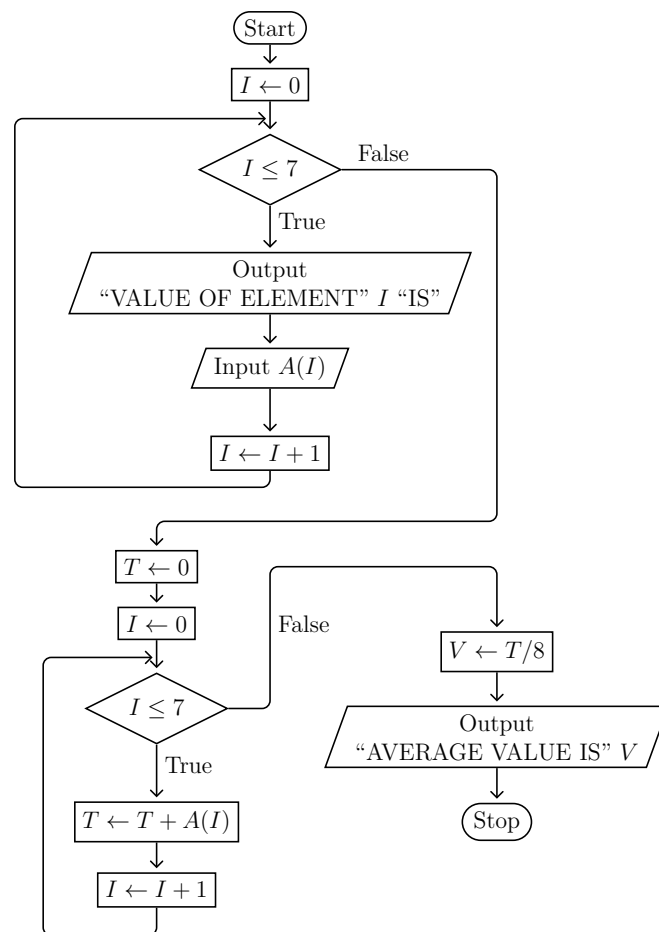 Start
I ← 0
I ≤ 7
False
True
Output
“VALUE OF ELEMENT” I “IS”
Input A(I)
I ← I + 1
T ← 0
I ← 0
I ≤ 7
False
True
T ← T + A(I)
I ← I + 1
V ← T/8
Output
“AVERAGE VALUE IS” V
Stop